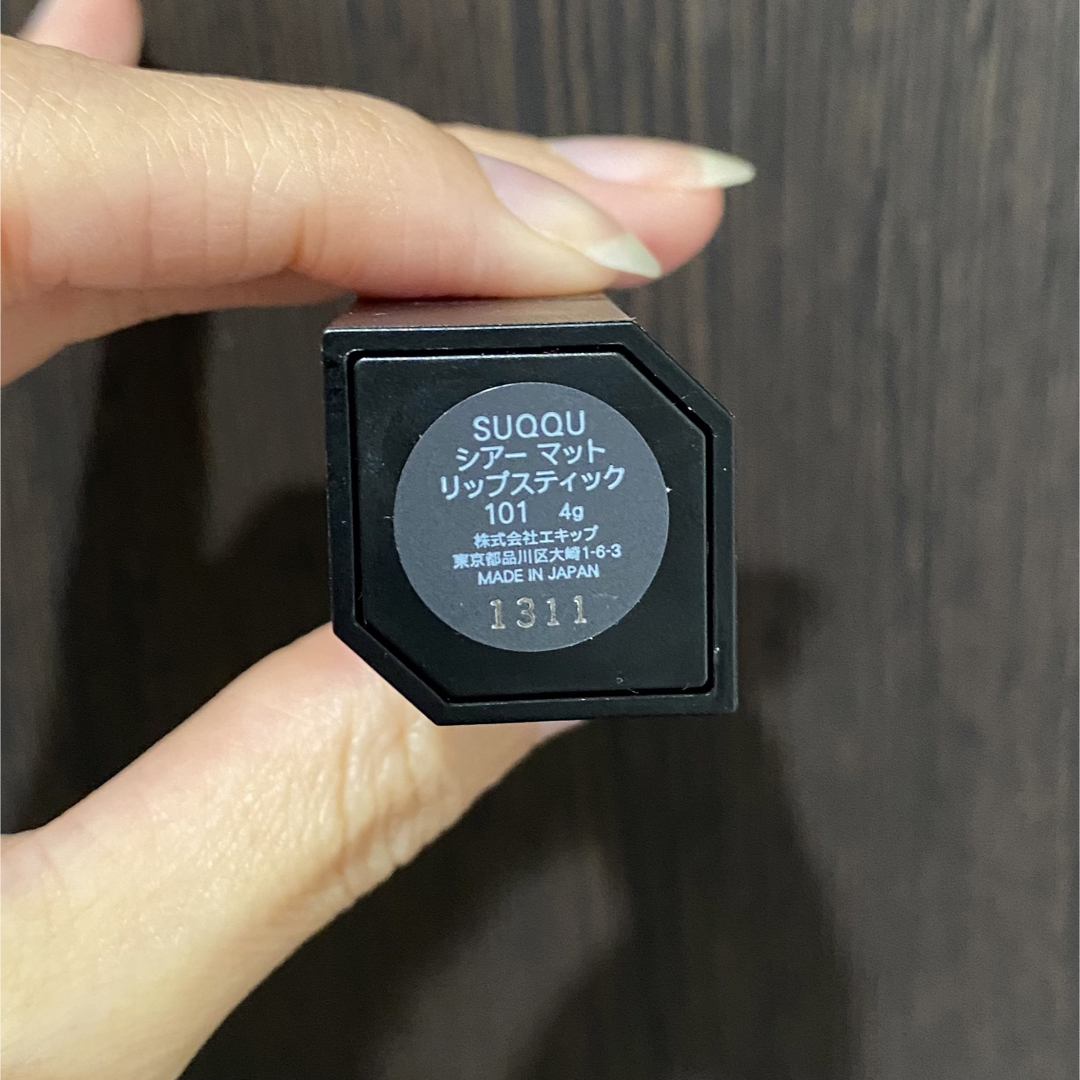 SUQQU
シアー マット
リップスティック
101 4g
株式会社エキップ
東京都品川区大崎1-6-3
MADE IN JAPAN
1311